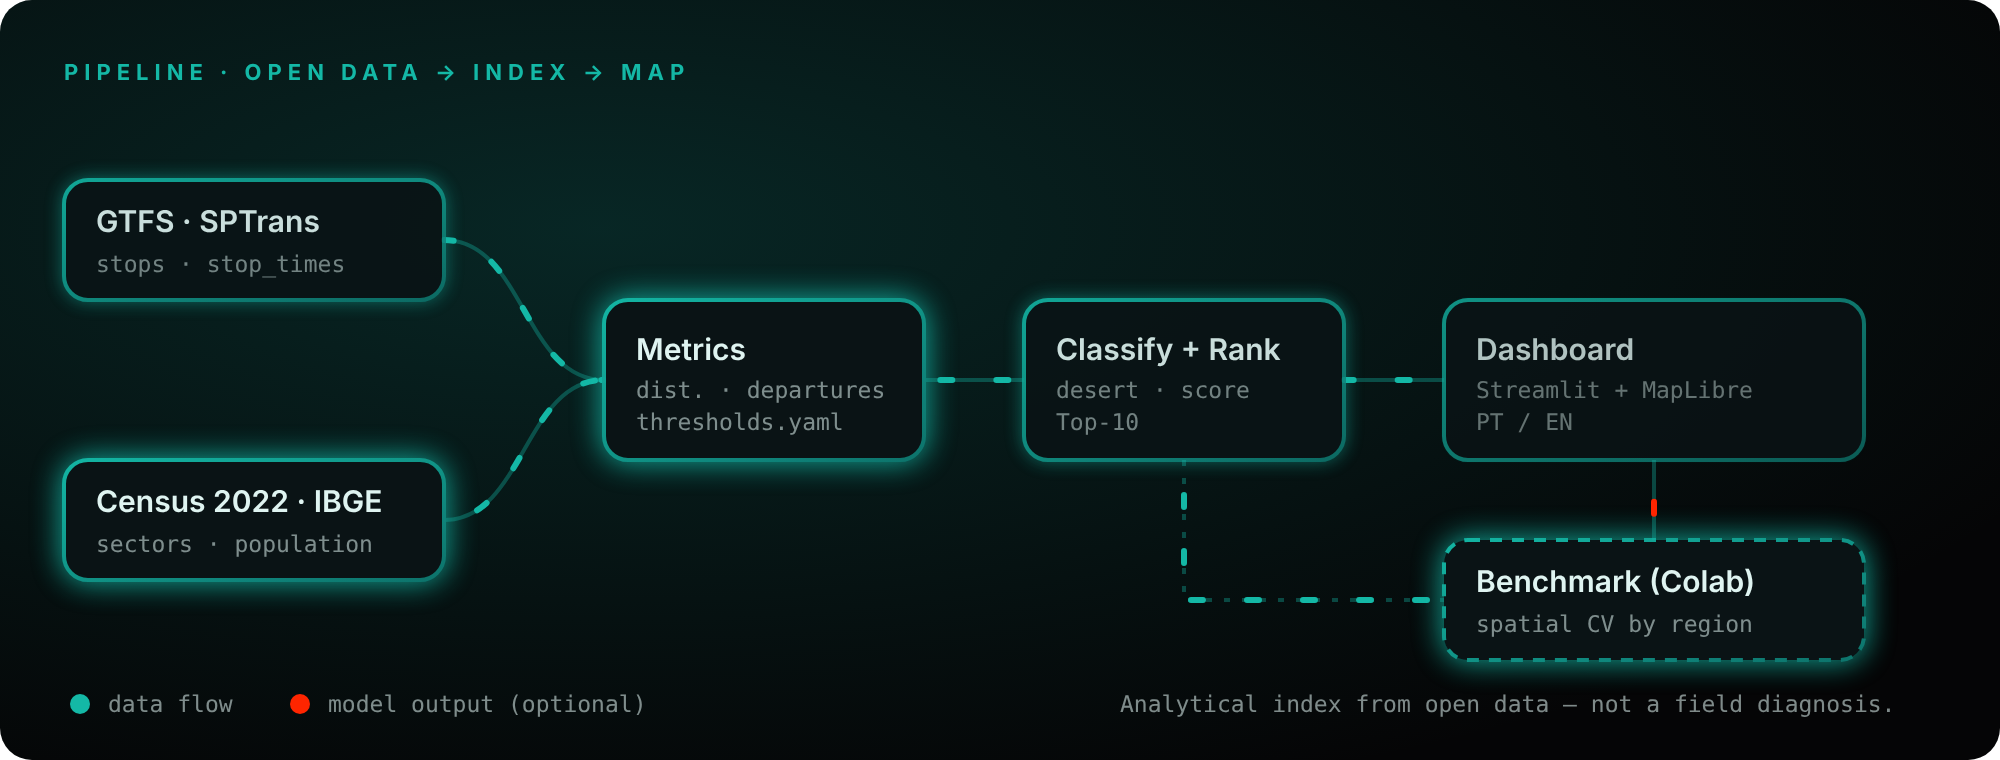 PIPELINE · OPEN DATA → INDEX → MAP
GTFS · SPTrans
stops · stop_times
Census 2022 · IBGE
sectors · population
Metrics
dist. · departures
thresholds.yaml
Classify + Rank
desert · score
Top-10
Dashboard
Streamlit + MapLibre
PT / EN
Benchmark (Colab)
spatial CV by region
data flow
model output (optional)
Analytical index from open data — not a field diagnosis.